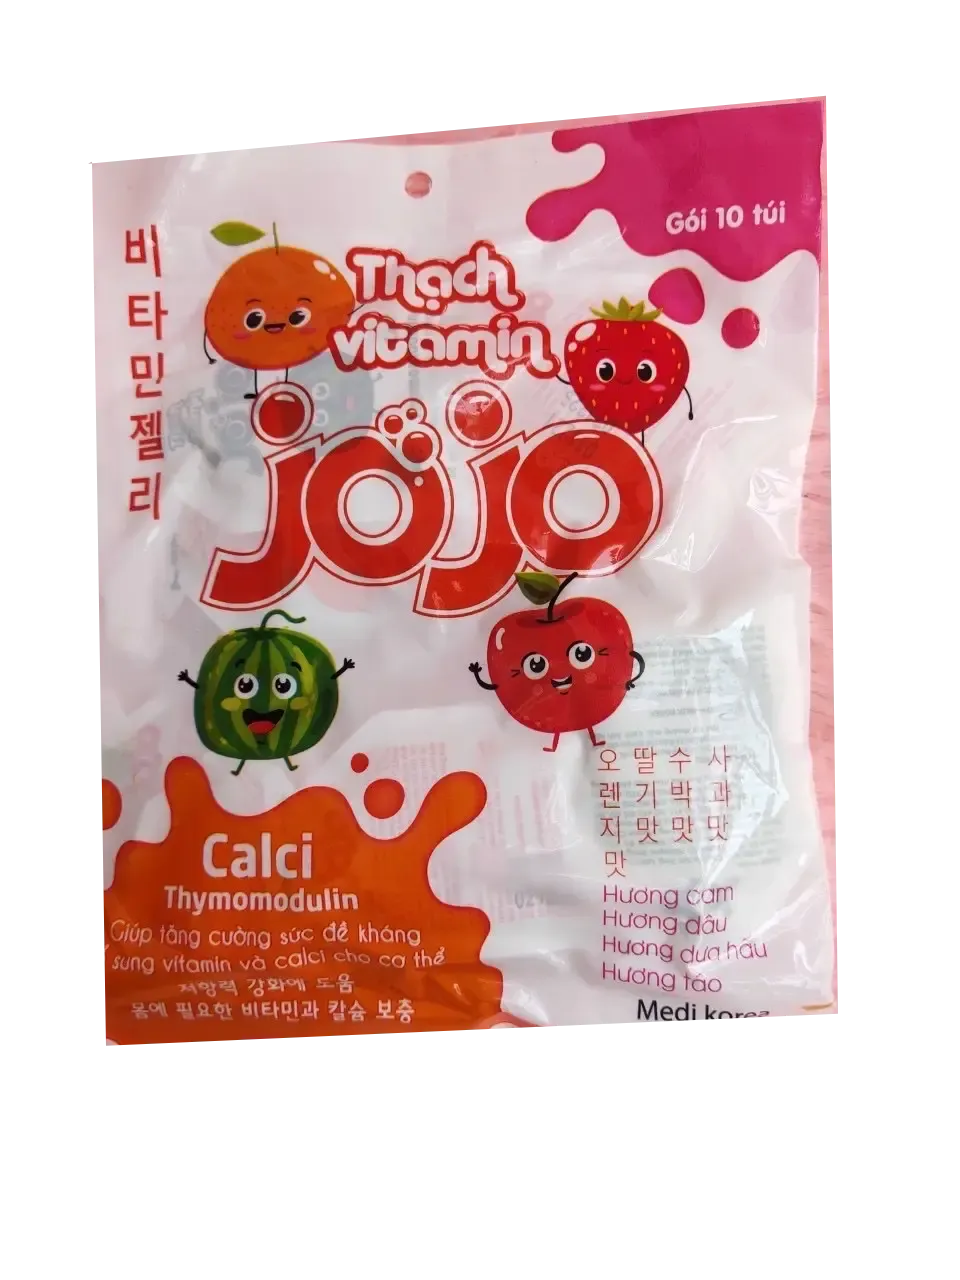 Gói 10 túi
비타민젤리
Thạch
vitamin
jojo
오렌지맛
딸기맛
수박맛
사과맛
Hương cam
Hương dâu
Hương dưa hấu
Hương táo
Medi korea
Calci
Thymomodulin
Giúp tăng cường sức đề kháng
sung vitamin và calci cho cơ thể
저항력 강화에 도움
몸에 필요한 비타민과 칼슘 보충